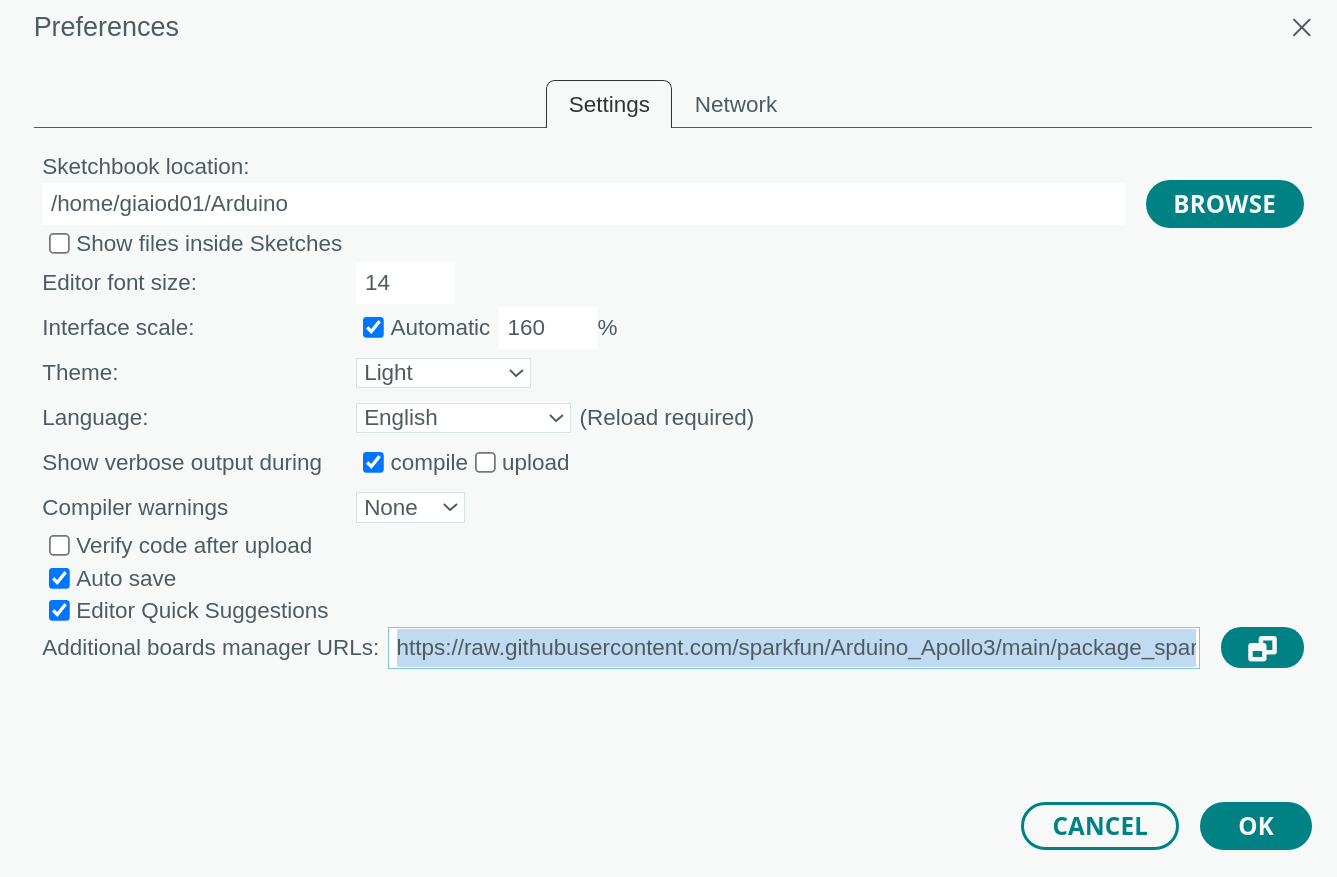 Preferences
Settings Network
Sketchbook location:
/home/giaiod01/Arduino BROWSE
Show files inside Sketches
Editor font size: 14
Interface scale: Automatic 160 %
Theme: Light
Language: English (Reload required)
Show verbose output during compile upload
Compiler warnings None
Verify code after upload
Auto save
Editor Quick Suggestions
Additional boards manager URLs: https://raw.githubusercontent.com/sparkfun/Arduino_Apollo3/main/package_spar
CANCEL OK